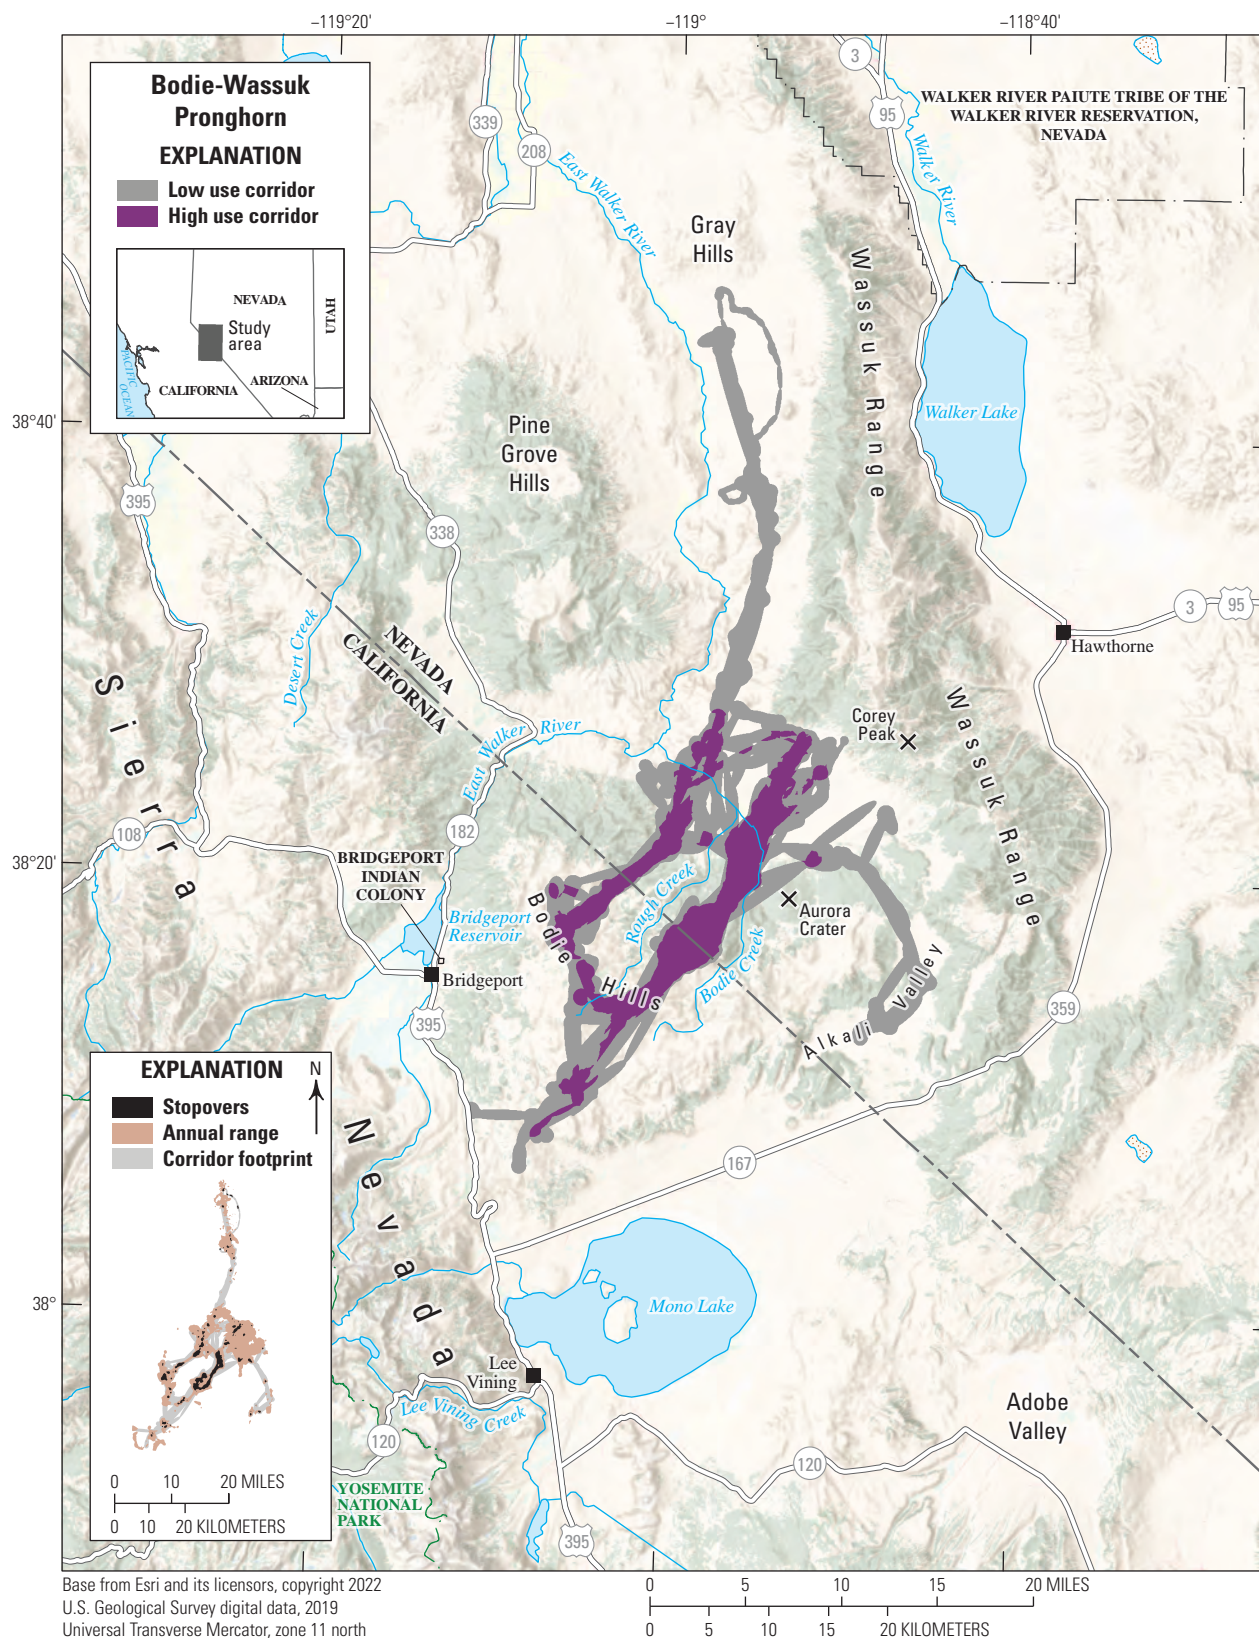 −119°20'
−119°
−118°40'
Bodie-Wassuk
Pronghorn
EXPLANATION
Low use corridor
High use corridor
NEVADA
UTAH
Study
area
CALIFORNIA
ARIZONA
PACIFIC
OCEAN
3
95
339
208
WALKER RIVER PAIUTE TRIBE OF THE
WALKER RIVER RESERVATION,
NEVADA
Walker River
East Walker River
Gray
Hills
Wassuk Range
Walker Lake
38°40'
Pine
Grove
Hills
395
338
Desert Creek
NEVADA
CALIFORNIA
3
95
Hawthorne
Sierra
Nevada
East Walker River
Corey
Peak
Wassuk Range
108
182
38°20'
BRIDGEPORT
INDIAN
COLONY
Bridgeport
Reservoir
Bridgeport
Bodie
Hills
Rough Creek
Bodie Creek
Aurora
Crater
Alkali Valley
359
395
EXPLANATION
N
Stopovers
Annual range
Corridor footprint
167
38°
Mono Lake
Lee
Vining
Lee Vining Creek
Adobe
Valley
120
120
YOSEMITE
NATIONAL
PARK
395
0 10 20 MILES
0 10 20 KILOMETERS
Base from Esri and its licensors, copyright 2022
U.S. Geological Survey digital data, 2019
Universal Transverse Mercator, zone 11 north
0 5 10 15 20 MILES
0 5 10 15 20 KILOMETERS